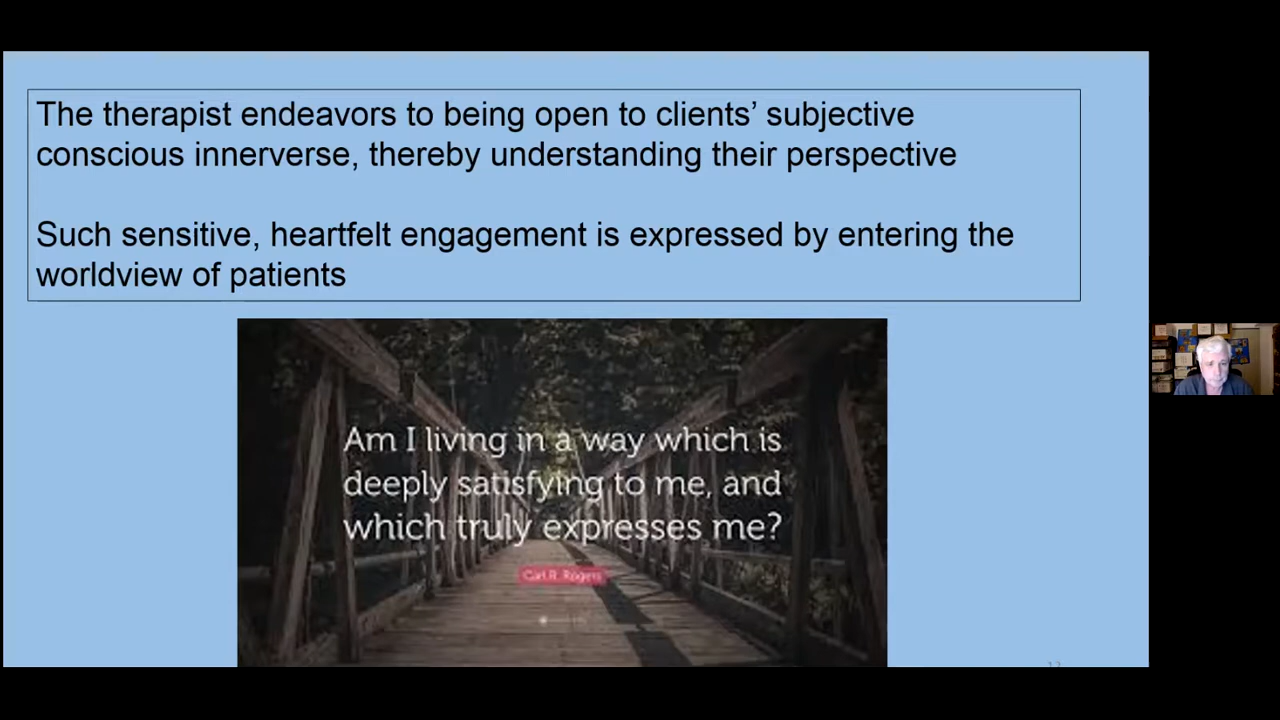 The therapist endeavors to being open to clients’ subjective
conscious innerverse, thereby understanding their perspective
Such sensitive, heartfelt engagement is expressed by entering the
worldview of patients
Am I living in a way which is
deeply satisfying to me, and
which truly expresses me?
Carl R. Rogers